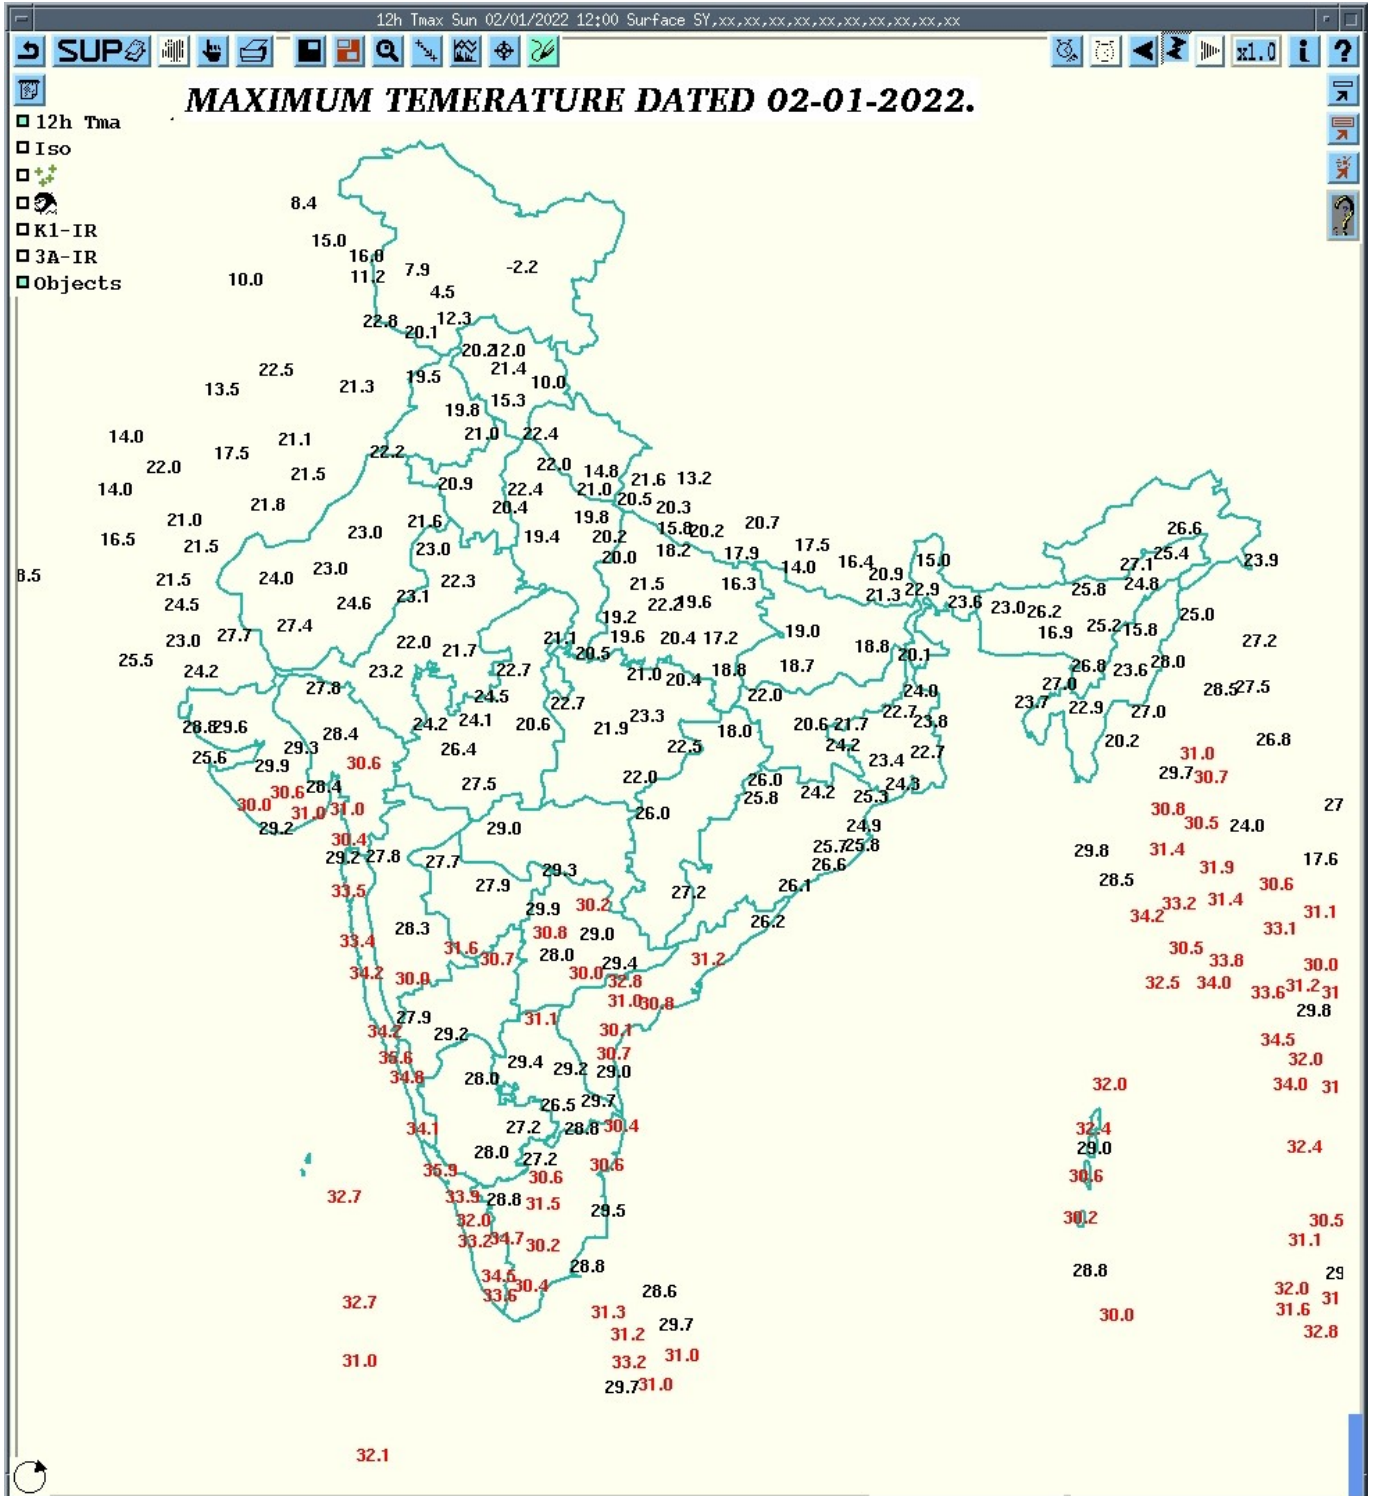 12h Tmax Sun 02/01/2022 12:00 Surface SY,xx,xx,xx,xx,xx,xx,xx,xx,xx,xx
SUP x1.0 i ?
MAXIMUM TEMERATURE DATED 02-01-2022.
12h Tma
Iso
8.4
K1-IR
15.0
16.0
3A-IR
7.9 -2.2
10.0 11.2
Objects
4.5
22.8 12.3
20.1
20.2 12.0
22.5 21.4
19.5
13.5 21.3 10.0
15.3
19.8
14.0 21.1 21.0 22.4
17.5 22.2
22.0 21.5 22.0 14.8
21.6 13.2
14.0 20.9 22.4 21.0
21.8 20.4 20.5 20.3
21.0 21.6 19.8 20.7
23.0 15.8 20.2 26.6
16.5 21.5 19.4 20.2 17.5
23.0 18.2 17.9 25.4
20.0 16.4 15.0 27.1 23.9
8.5 21.5 24.0 23.0 22.3 21.5 16.3 14.0 20.9 24.8
23.1 21.3 22.9 25.8
24.5 24.6 22.2 19.6 23.6 23.0 26.2 25.0
27.4 19.2 19.0 16.9 25.2 15.8
23.0 27.7 22.0 21.7 21.1 19.6 20.4 17.2 18.8 27.2
25.5 20.5 20.1
24.2 23.2 22.7 21.0 20.4 18.8 18.7 26.8 23.6 28.0
27.8 24.5 22.7 22.0 24.0 27.0 28.5 27.5
28.8 29.6 24.2 24.1 20.6 23.3 22.7 23.7 22.9 27.0
28.4 21.9 18.0 20.6 21.7 23.8
25.6 29.3 26.4 22.5 24.2 22.7 20.2 26.8
29.9 30.6 23.4 31.0
28.4 27.5 22.0 26.0 24.3 29.7 30.7
30.6 25.8 24.2 25.3
30.0 31.0 31.0 26.0 30.8 27
29.2 29.0 24.9 30.5 24.0
30.4 25.7 25.8 31.4
29.2 27.8 27.7 29.3 26.6 29.8 31.9 17.6
33.5 27.9 27.2 26.1 28.5 30.6
29.9 30.2 33.2 31.4
28.3 30.8 29.0 26.2 34.2 31.1
33.4 31.6 33.1
30.7 28.0 29.4 31.2 30.5 33.8 30.0
34.2 30.0 30.0 32.8 32.5 34.0 31.2
31.0 30.8 33.6 31
27.9 31.1 29.8
34.2 29.2 30.1 34.5
35.6 29.4 30.7 32.0
34.8 28.0 29.2 29.0 32.0 34.0 31
26.5 29.7
34.1 27.2 28.8 30.4 32.4
28.0 27.2 29.0 32.4
35.9 30.6 30.6 30.6
32.7 33.9 28.8 31.5
32.0 29.5 30.2 30.5
33.2 34.7 30.2 31.1
34.5 28.8 28.8 29
33.6 30.4 28.6 32.0
32.7 31.3 31
29.7 30.0 31.6
31.2 32.8
31.0 33.2 31.0
29.7 31.0
32.1